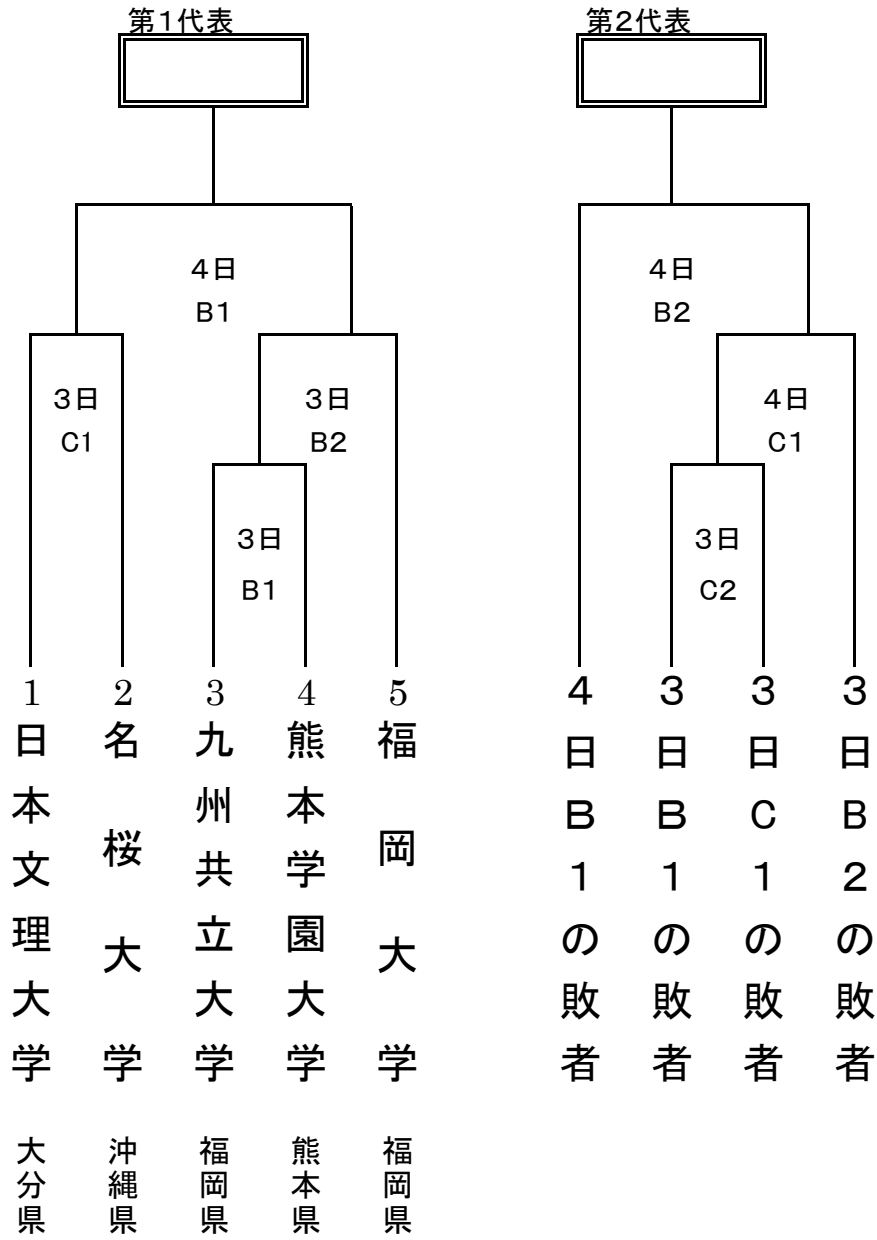 第1代表
4日
B1
3日
C1
3日
B2
3日
B1
1
日本文理大学
大分県
2
名桜大学
沖縄県
3
九州共立大学
福岡県
4
熊本学園大学
熊本県
5
福岡大学
福岡県
第2代表
4日
B2
4日
C1
3日
C2
4日B1の敗者
3日B1の敗者
3日C1の敗者
3日B2の敗者